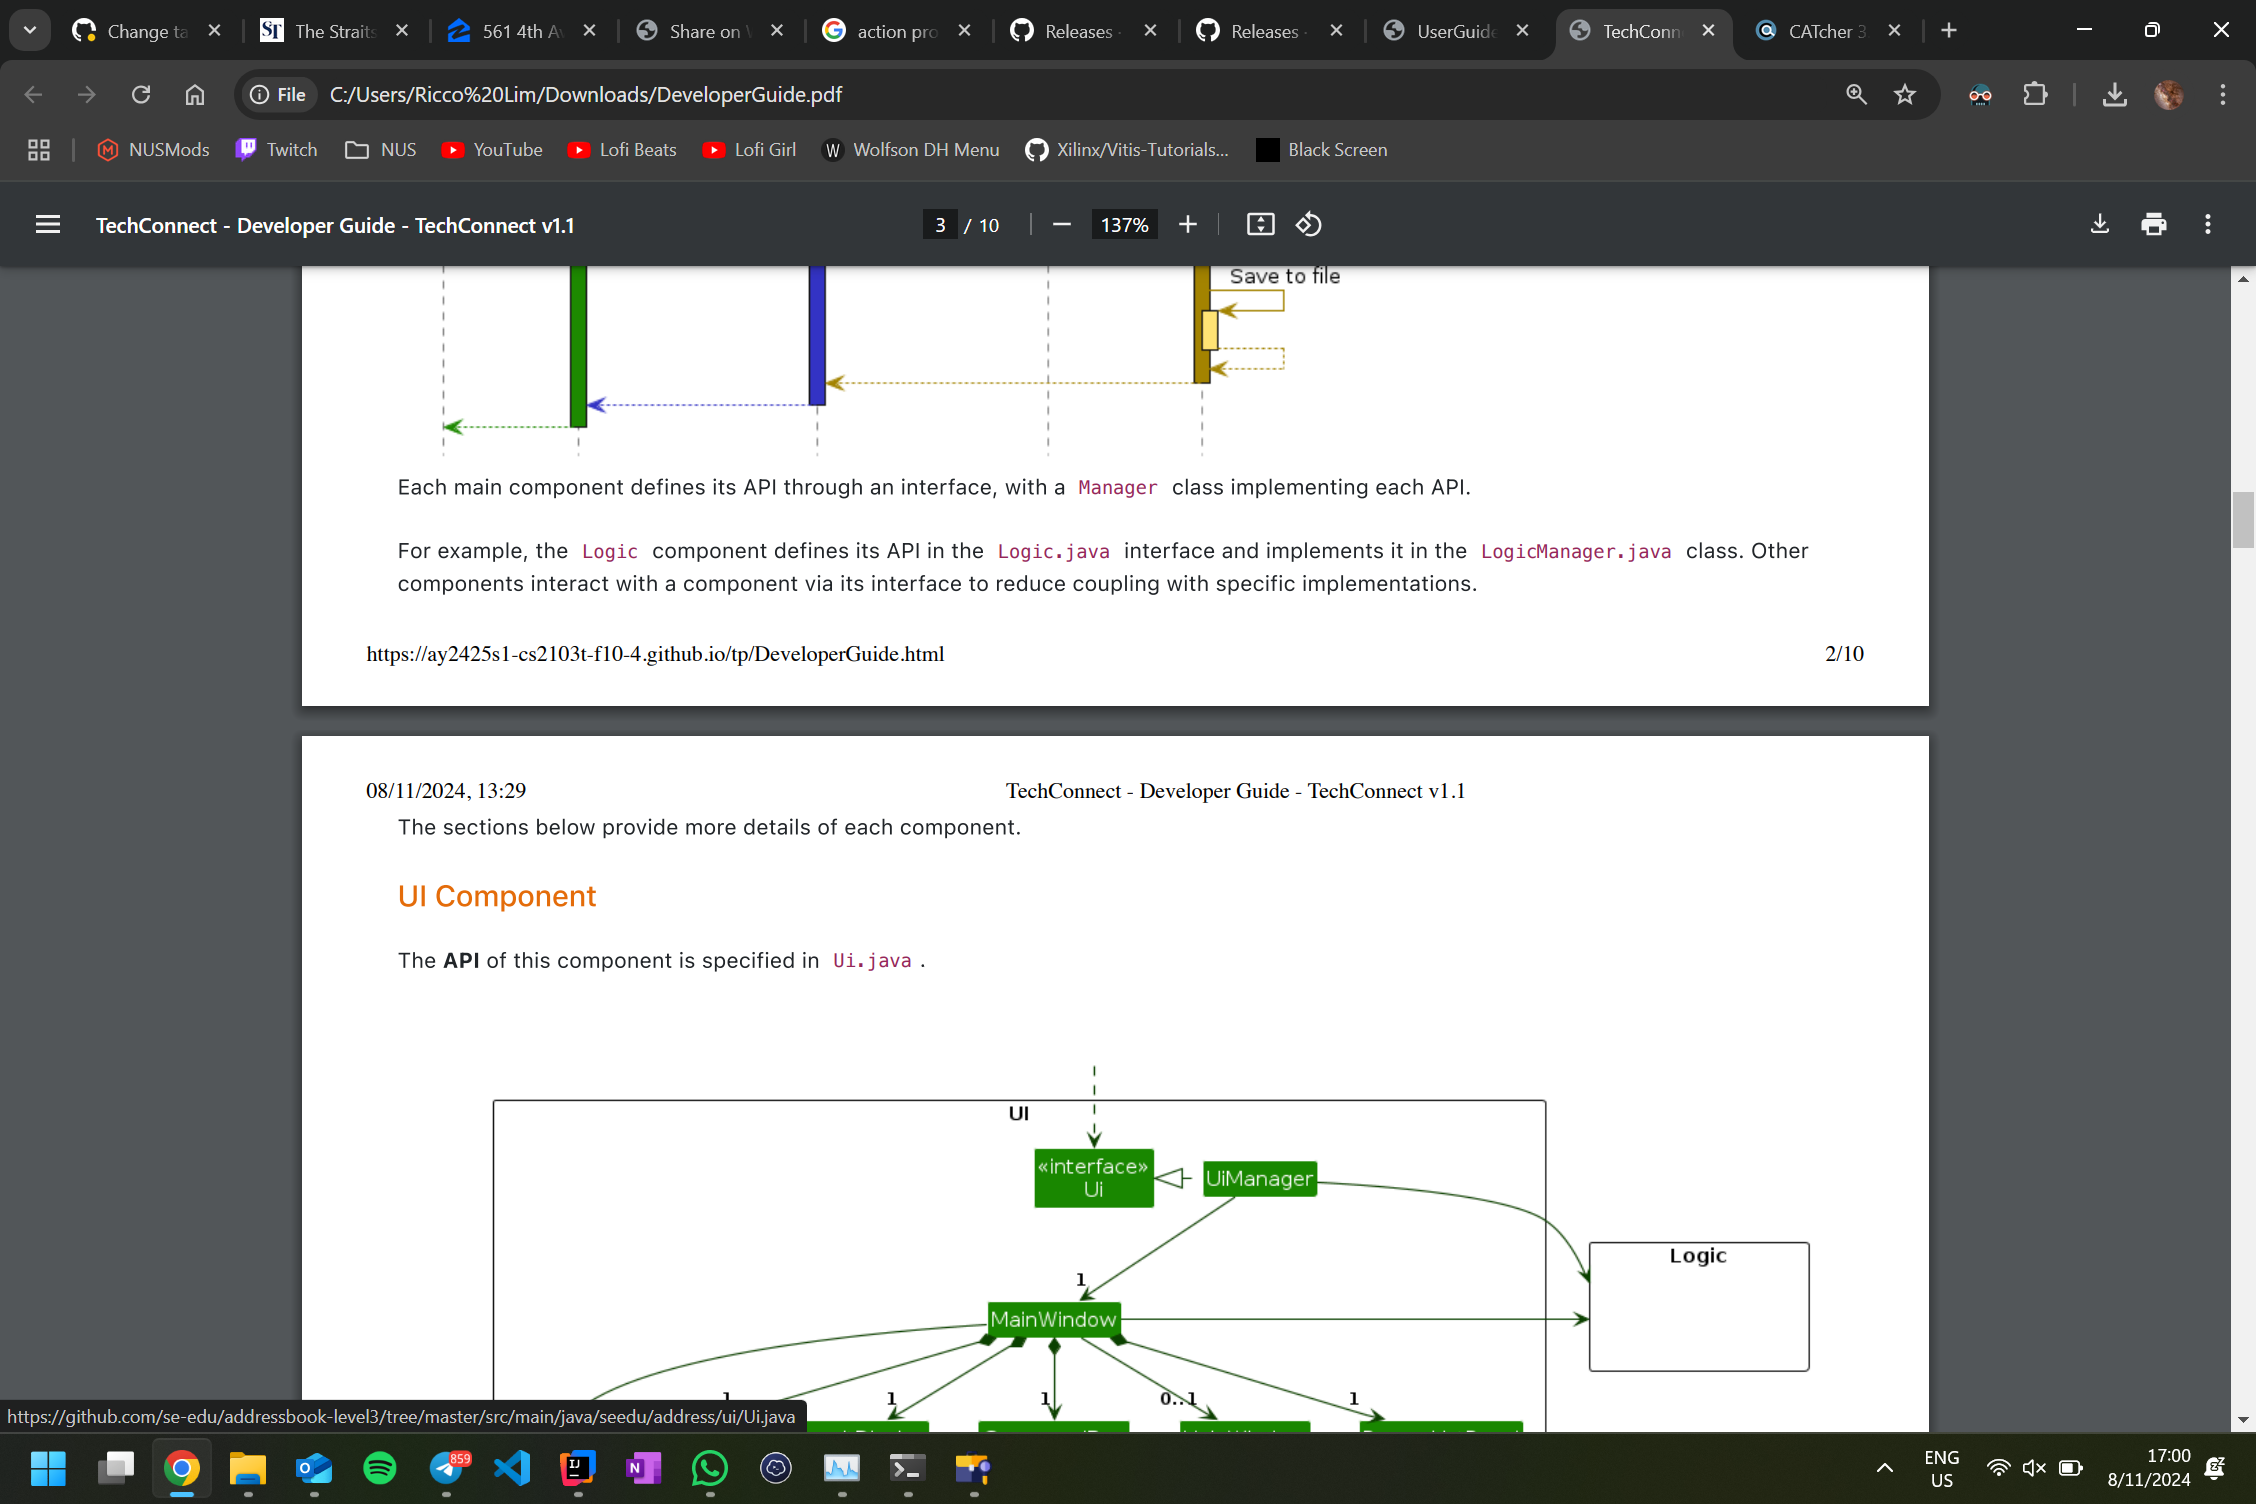 Change ta
The Straits
561 4th A
Share on
action pro
Releases
Releases
UserGuide
TechConn
CATcher 3
File
C:/Users/Ricco%20Lim/Downloads/DeveloperGuide.pdf
NUSMods
Twitch
NUS
YouTube
Lofi Beats
Lofi Girl
Wolfson DH Menu
Xilinx/Vitis-Tutorials...
Black Screen
TechConnect - Developer Guide - TechConnect v1.1
3 / 10
137%
Save to file
Each main component defines its API through an interface, with a Manager class implementing each API.
For example, the Logic component defines its API in the Logic.java interface and implements it in the LogicManager.java class. Other
components interact with a component via its interface to reduce coupling with specific implementations.
https://ay2425s1-cs2103t-f10-4.github.io/tp/DeveloperGuide.html 2/10
08/11/2024, 13:29 TechConnect - Developer Guide - TechConnect v1.1
The sections below provide more details of each component.
UI Component
The API of this component is specified in Ui.java .
UI
«interface»
Ui
UiManager
Logic
1
MainWindow
1
1
0..1
1
https://github.com/se-edu/addressbook-level3/tree/master/src/main/java/seedu/address/ui/Ui.java
859
ENG
US
17:00
8/11/2024